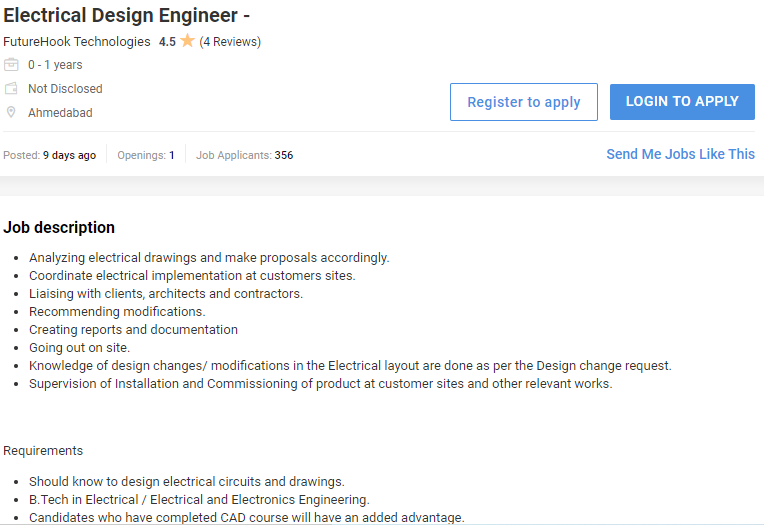 Electrical Design Engineer -
FutureHook Technologies 4.5 (4 Reviews)
0 - 1 years
Not Disclosed
Ahmedabad
Register to apply
LOGIN TO APPLY
Posted: 9 days ago Openings: 1 Job Applicants: 356
Send Me Jobs Like This
Job description
Analyzing electrical drawings and make proposals accordingly.
Coordinate electrical implementation at customers sites.
Liaising with clients, architects and contractors.
Recommending modifications.
Creating reports and documentation
Going out on site.
Knowledge of design changes/ modifications in the Electrical layout are done as per the Design change request.
Supervision of Installation and Commissioning of product at customer sites and other relevant works.
Requirements
Should know to design electrical circuits and drawings.
B.Tech in Electrical / Electrical and Electronics Engineering.
Candidates who have completed CAD course will have an added advantage.